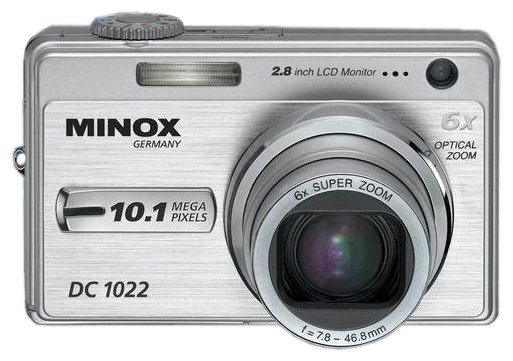 2.8 inch LCD Monitor
MINOX
GERMANY
6x
OPTICAL
ZOOM
10.1 MEGA
PIXELS
6x SUPER ZOOM
DC 1022
f=7.8-46.8mm